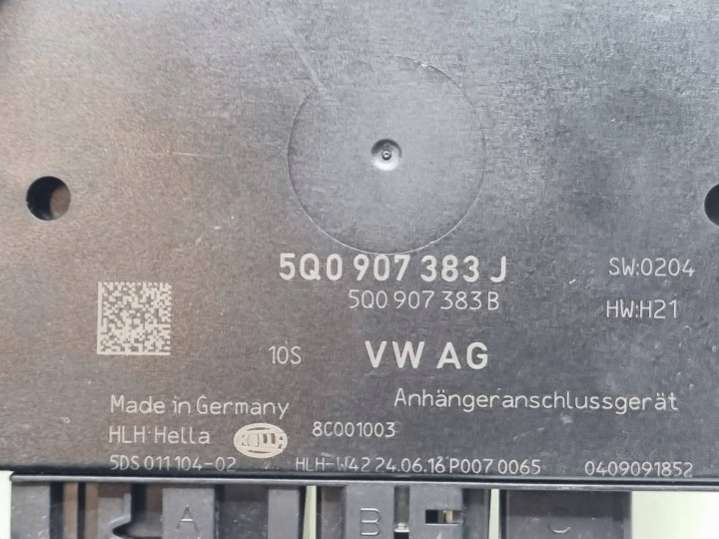 5Q0 907 383 J SW:0204
5Q0 907 383 B HW:H21
10S VW AG
Made in Germany Anhängeranschlussgerät
HLH Hella HELLA 8C001003
5DS 011 104-02 HLH-W42 24.06.16 P007 0065 0409091852
A B C